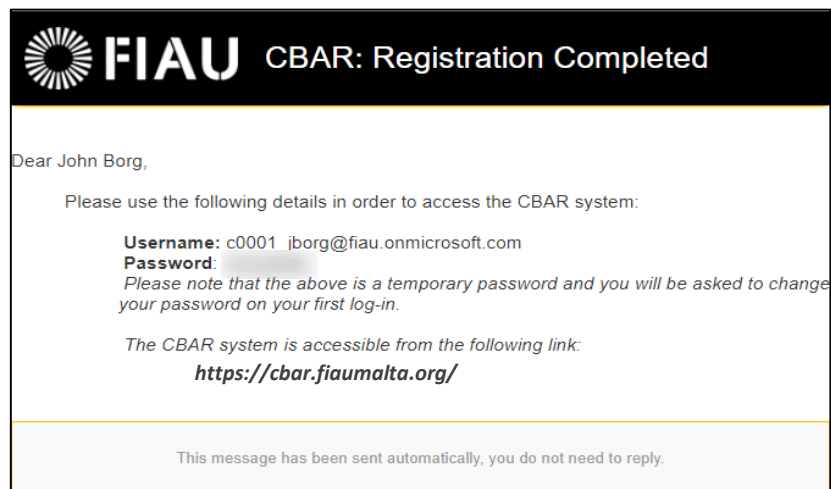 FIAU CBAR: Registration Completed
Dear John Borg,
Please use the following details in order to access the CBAR system:
Username: c0001_jborg@fiau.onmicrosoft.com
Password:
Please note that the above is a temporary password and you will be asked to change
your password on your first log-in.
The CBAR system is accessible from the following link:
https://cbar.fiaumalta.org/
This message has been sent automatically, you do not need to reply.